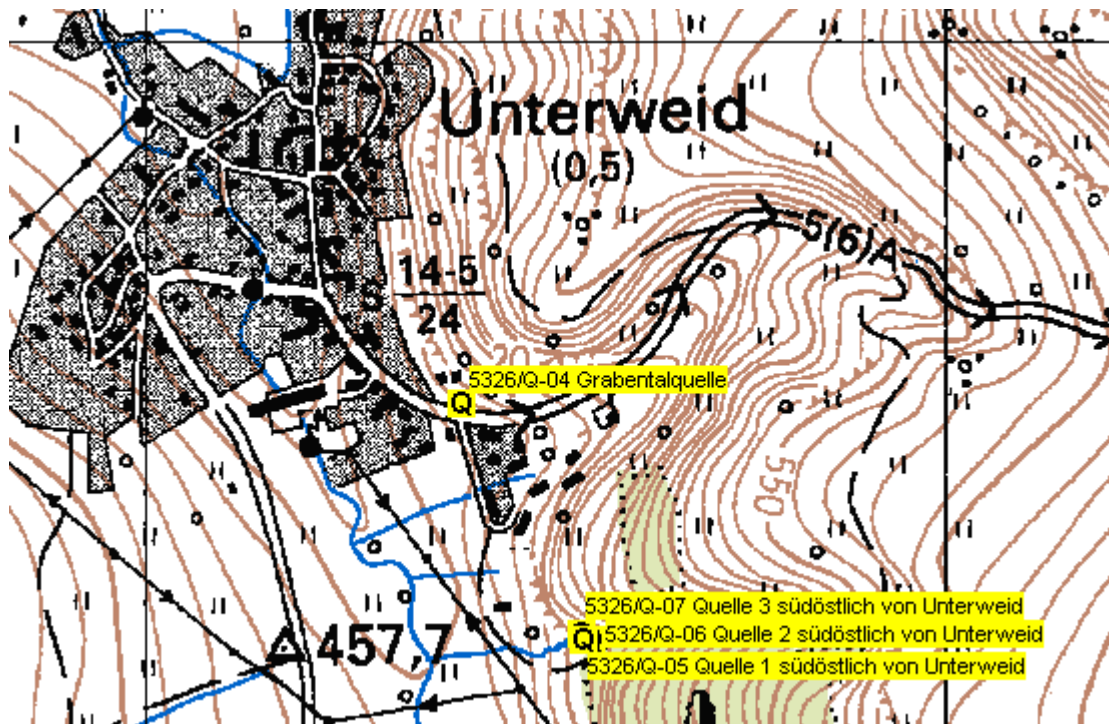 Unterweid
(0,5)
5(6)A
14-5
24
20
5326/Q-04 Grabentalquelle
Q
550
5326/Q-07 Quelle 3 südöstlich von Unterweid
Q 5326/Q-06 Quelle 2 südöstlich von Unterweid
5326/Q-05 Quelle 1 südöstlich von Unterweid
457,7